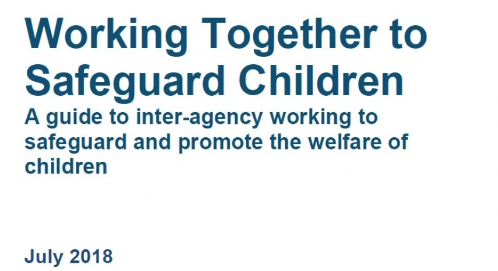 Working Together to
Safeguard Children
A guide to inter-agency working to
safeguard and promote the welfare of
children
July 2018